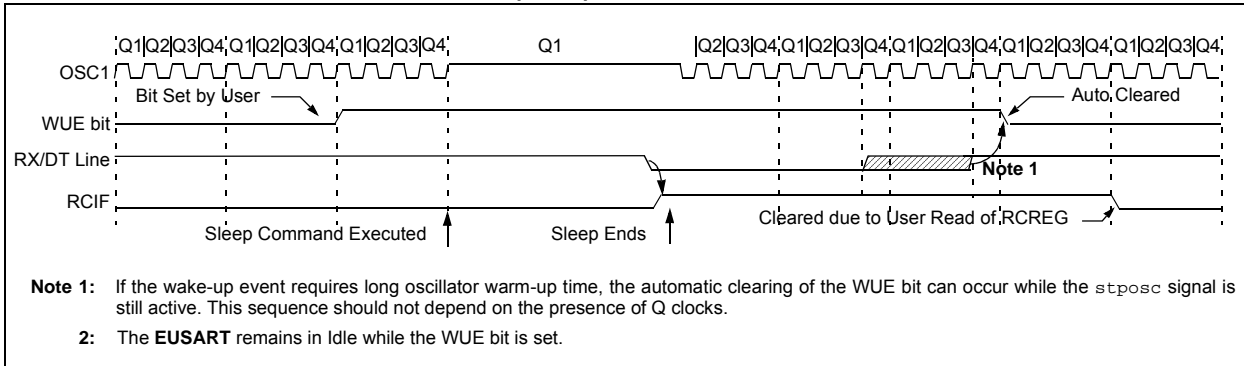 Q1|Q2|Q3|Q4 Q1|Q2|Q3|Q4 Q1|Q2|Q3|Q4 Q1 |Q2|Q3|Q4 Q1|Q2|Q3|Q4 Q1|Q2|Q3|Q4 Q1|Q2|Q3|Q4 Q1|Q2|Q3|Q4
OSC1
Bit Set by User
Auto Cleared
WUE bit
RX/DT Line
Note 1
RCIF
Cleared due to User Read of RCREG
Sleep Command Executed
Sleep Ends
Note 1: If the wake-up event requires long oscillator warm-up time, the automatic clearing of the WUE bit can occur while the stposc signal is
still active. This sequence should not depend on the presence of Q clocks.
2: The EUSART remains in Idle while the WUE bit is set.